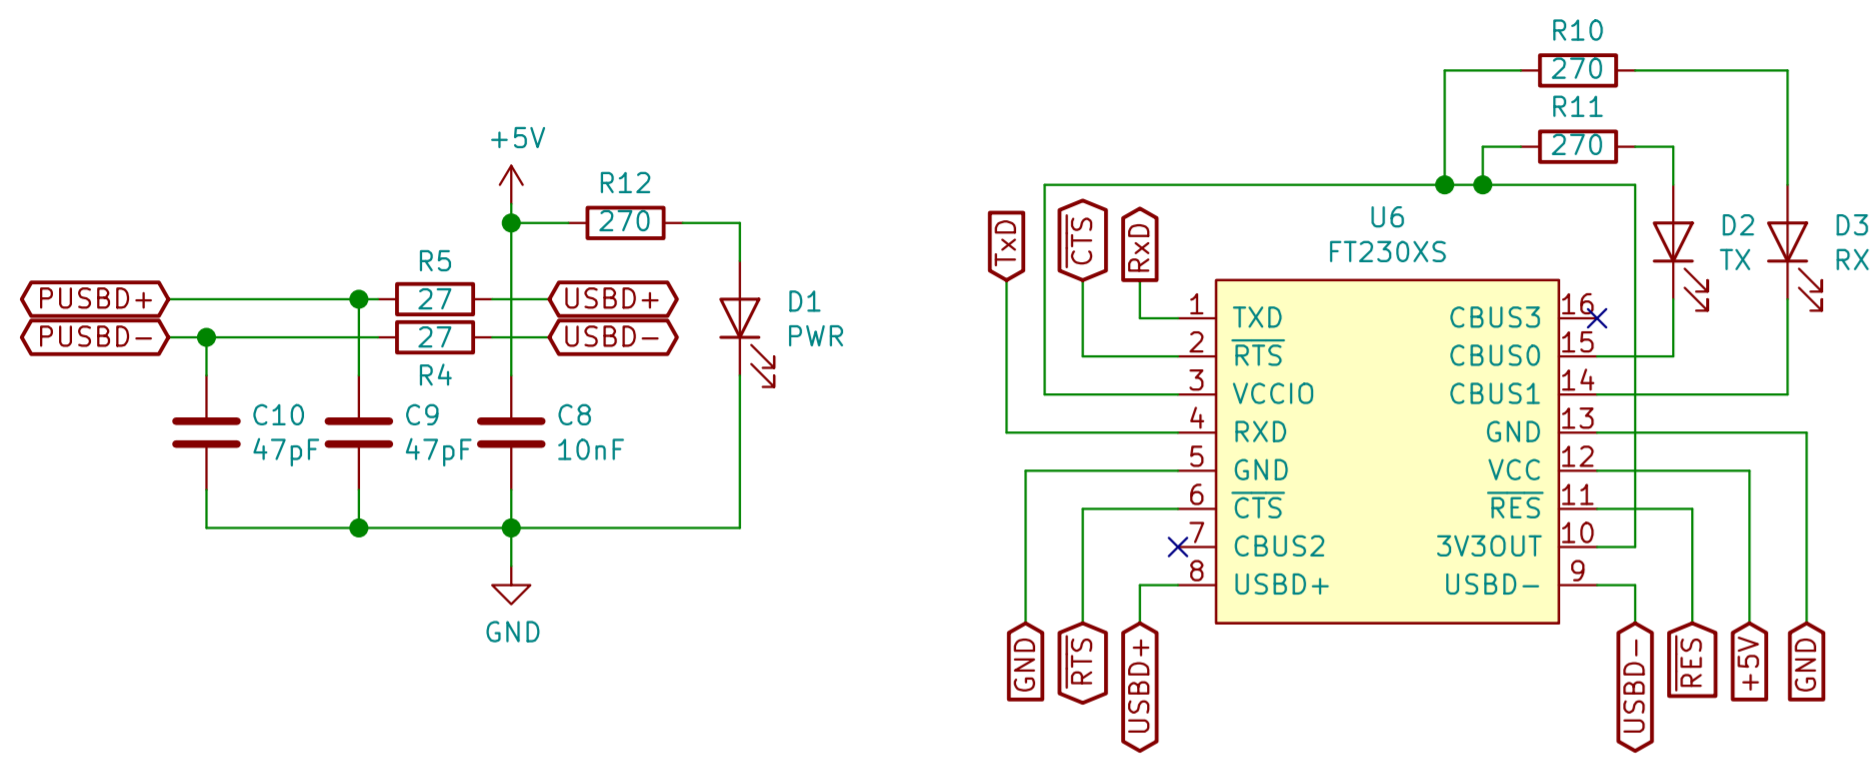 +5V
R12
270
R5
PUSBD+
27
USBD+
PUSBD-
27
USBD-
R4
D1
PWR
C10
47pF
C9
47pF
C8
10nF
GND
R10
270
R11
270
TxD
CTS
RxD
U6
FT230XS
D2
TX
D3
RX
1
TXD
2
RTS
3
VCCIO
4
RXD
5
GND
6
CTS
7
CBUS2
8
USBD+
CBUS3
16
CBUS0
15
CBUS1
14
GND
13
VCC
12
RES
11
3V3OUT
10
USBD-
9
GND
RTS
USBD+
USBD-
RES
+5V
GND